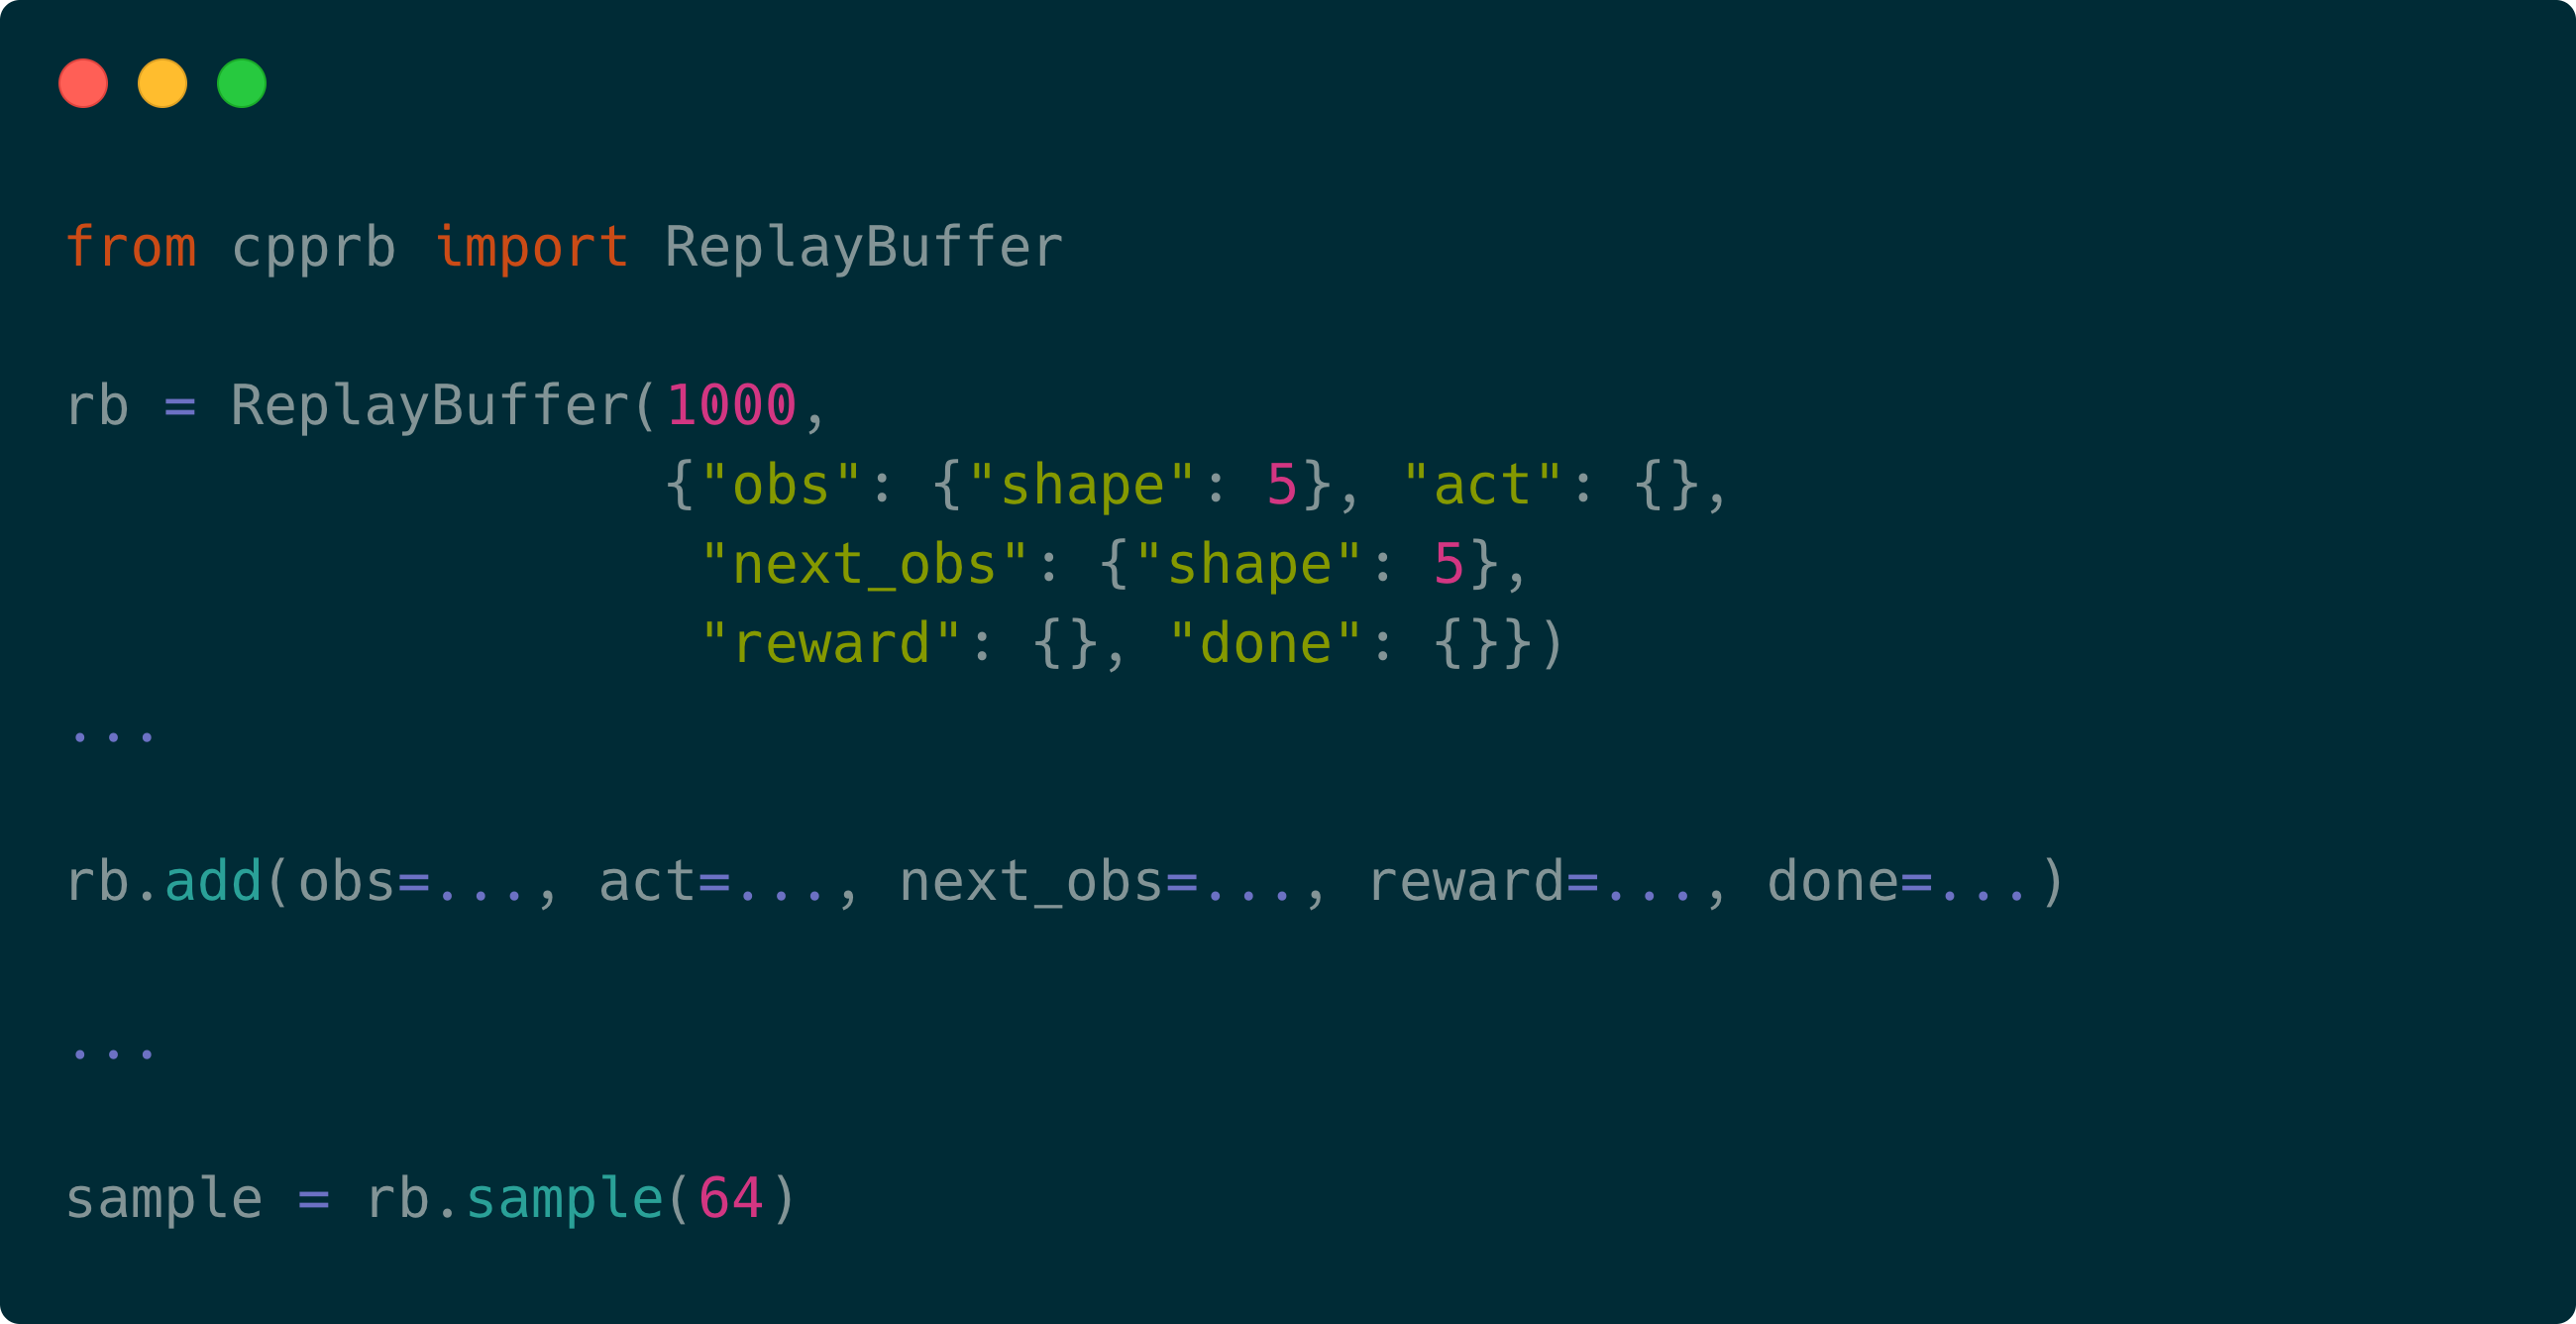 from cpprb import ReplayBuffer
rb = ReplayBuffer(1000,
                  {"obs": {"shape": 5}, "act": {},
                   "next_obs": {"shape": 5},
                   "reward": {}, "done": {}})
...
rb.add(obs=..., act=..., next_obs=..., reward=..., done=...)
...
sample = rb.sample(64)